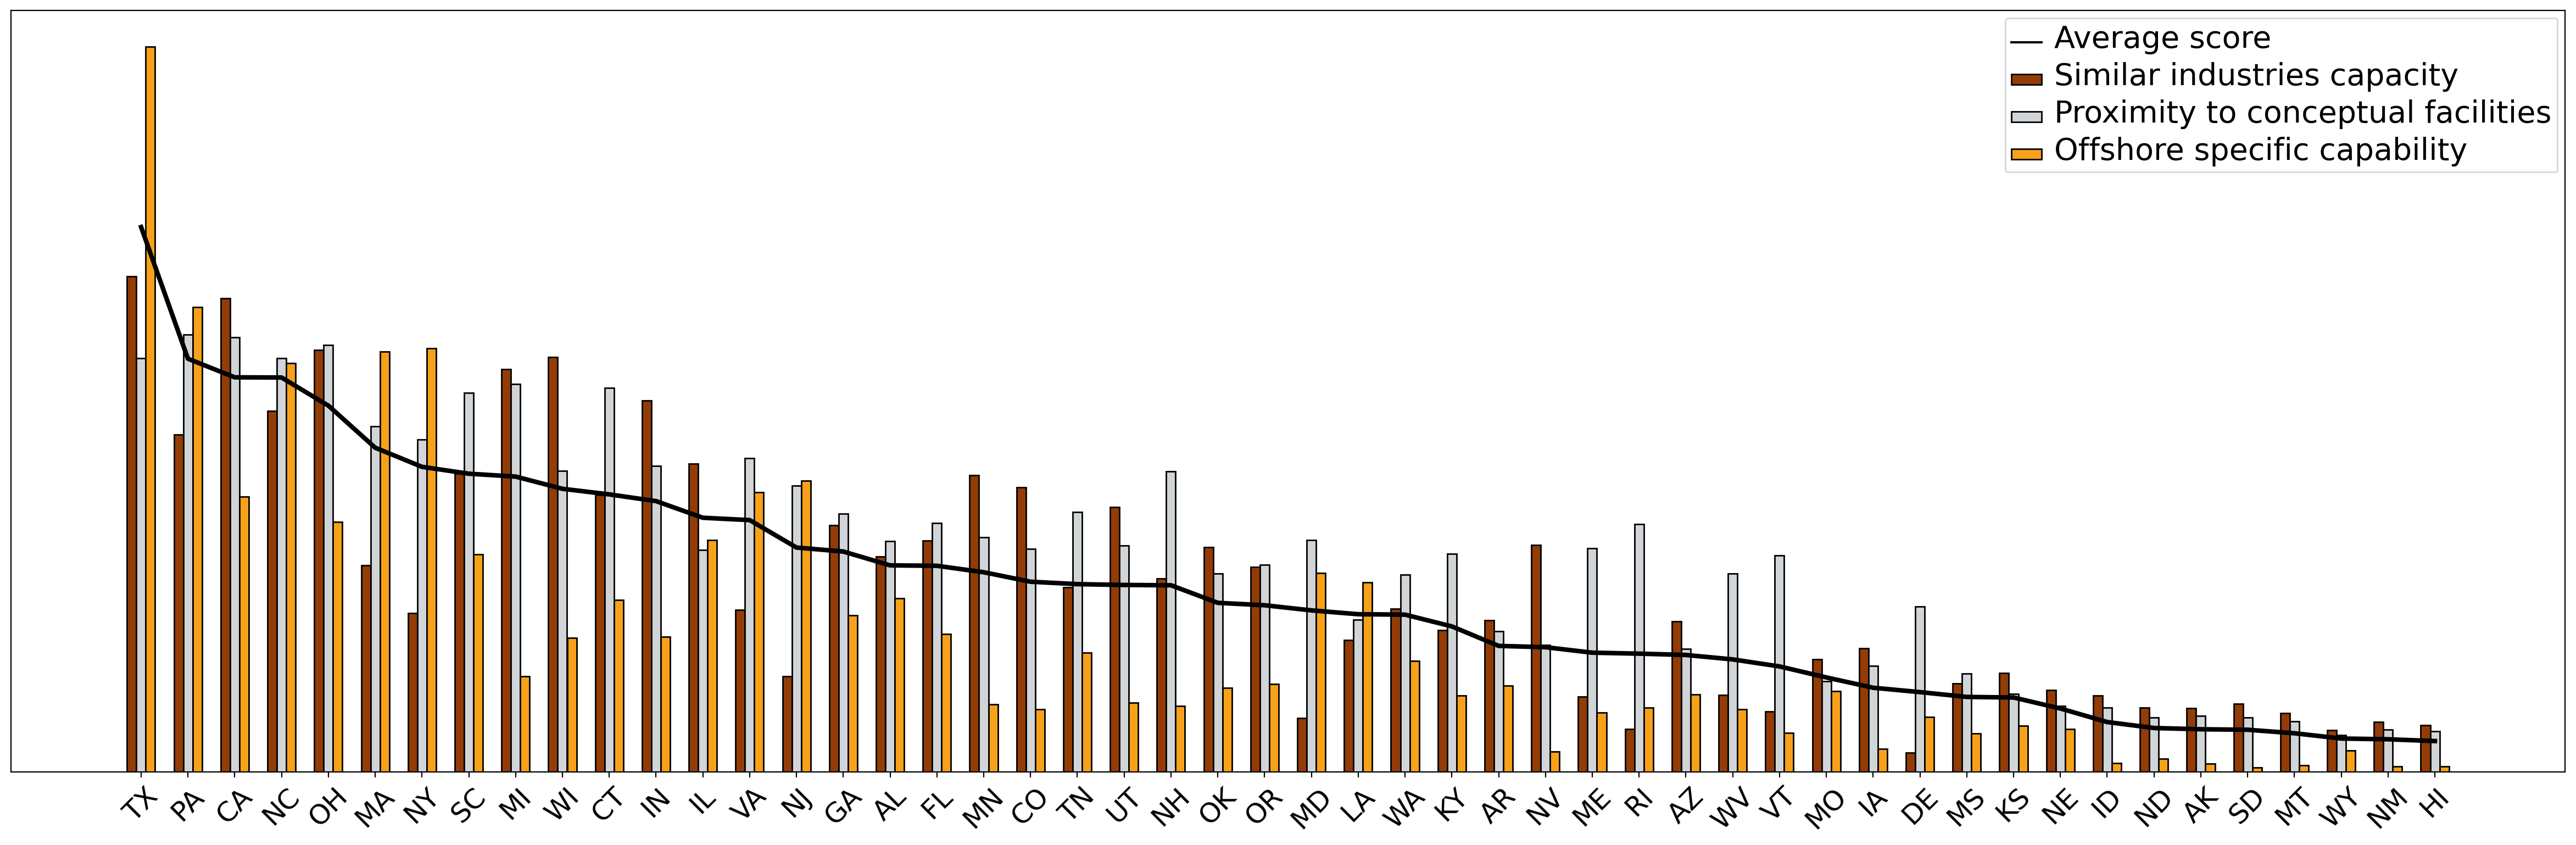 Average score
Similar industries capacity
Proximity to conceptual facilities
Offshore specific capability
TX PA CA NC OH MA NY SC MI WI CT IN IL VA NJ GA AL FL MN CO TN UT NH OK OR MD LA WA KY AR NV ME RI AZ WV VT MO IA DE MS KS NE ID ND AK SD MT WY NM HI